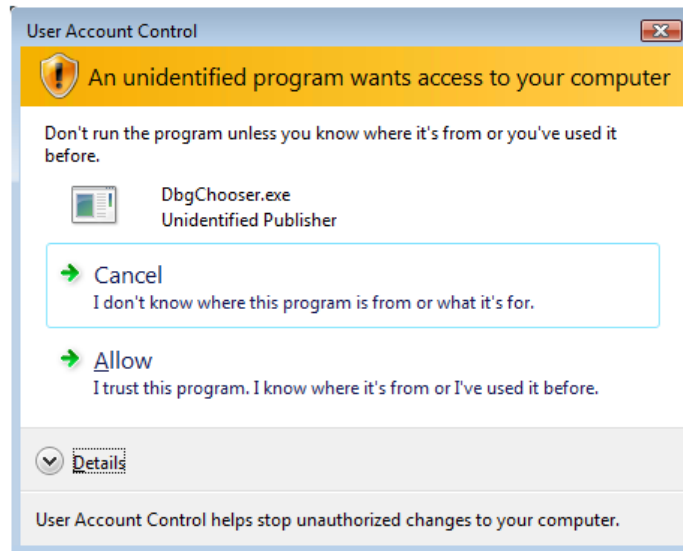 User Account Control
An unidentified program wants access to your computer
Don't run the program unless you know where it's from or you've used it
before.
DbgChooser.exe
Unidentified Publisher
Cancel
I don't know where this program is from or what it's for.
Allow
I trust this program. I know where it's from or I've used it before.
Details
User Account Control helps stop unauthorized changes to your computer.